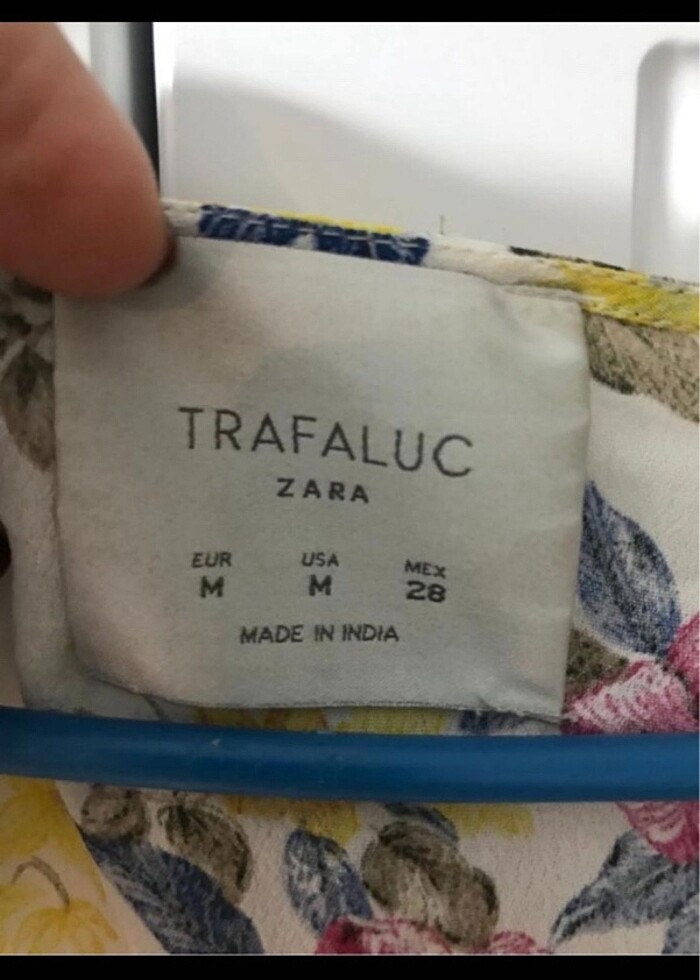 TRAFALUC
ZARA
EUR USA MEX
M M 28
MADE IN INDIA